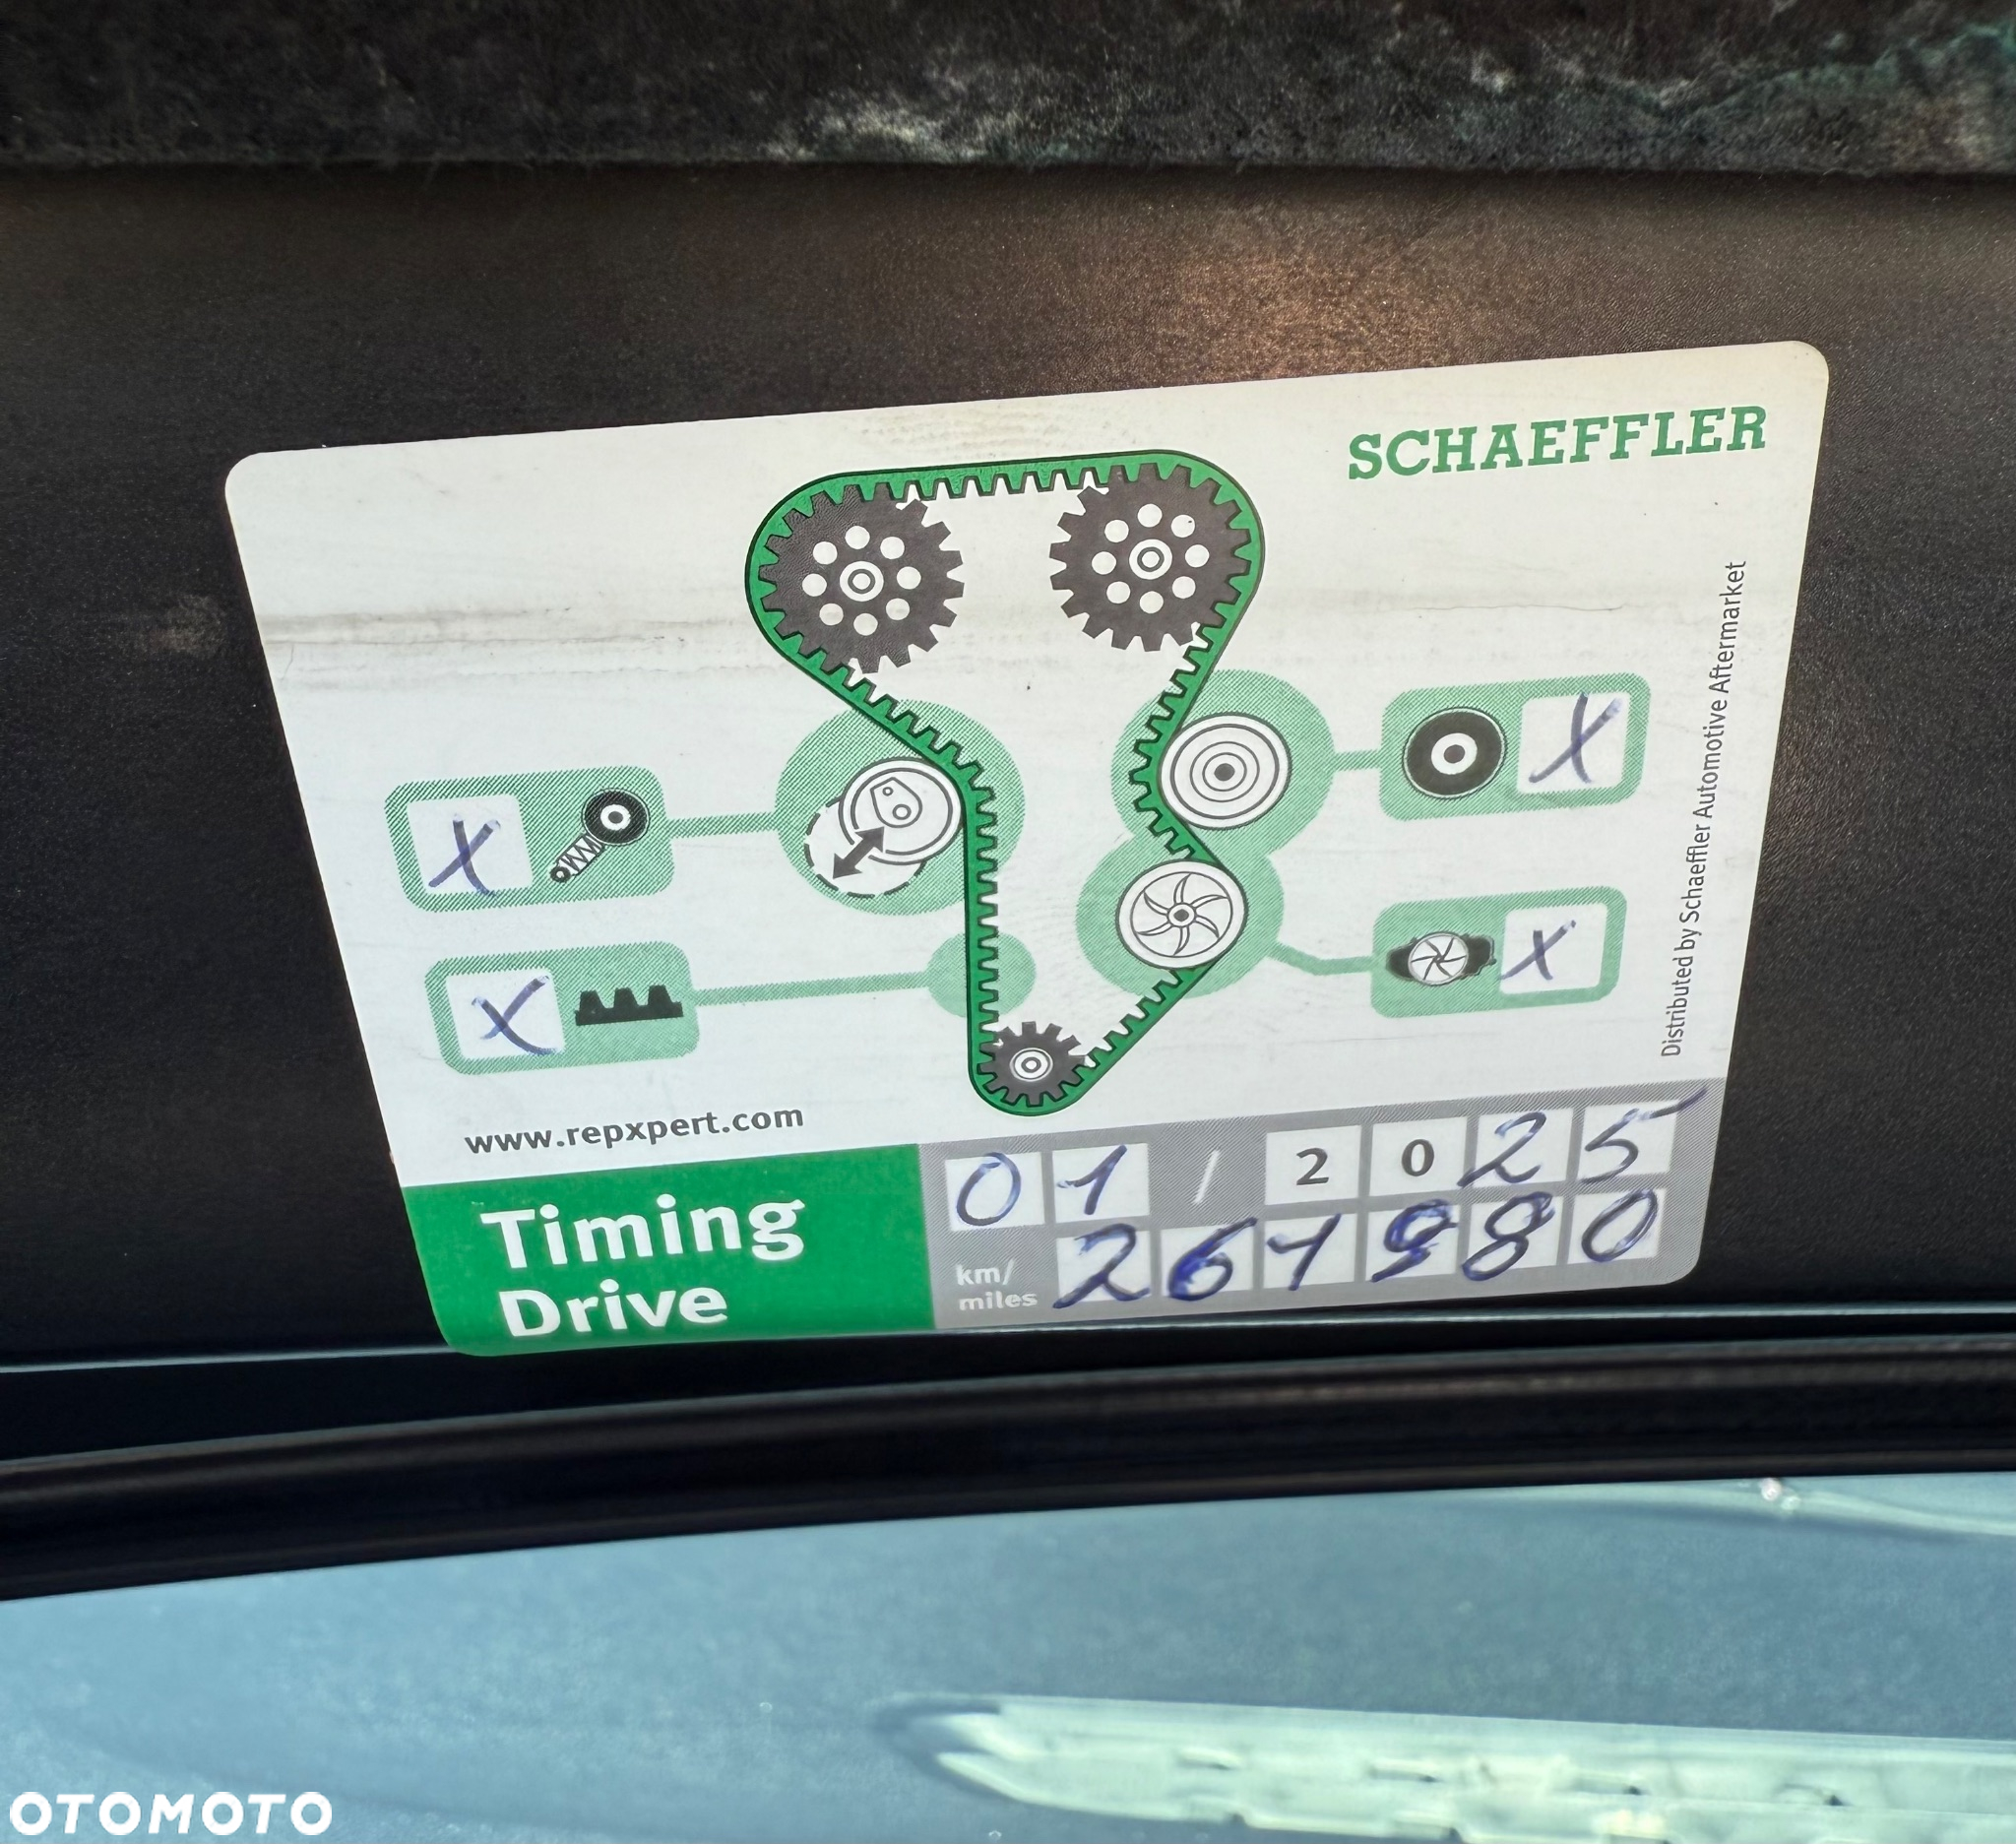 SCHAEFFLER
X
X
X
X
Distributed by Schaeffler Automotive Aftermarket
www.repxpert.com
Timing
Drive
01 / 2025
km/
miles
261980
OTOMOTO